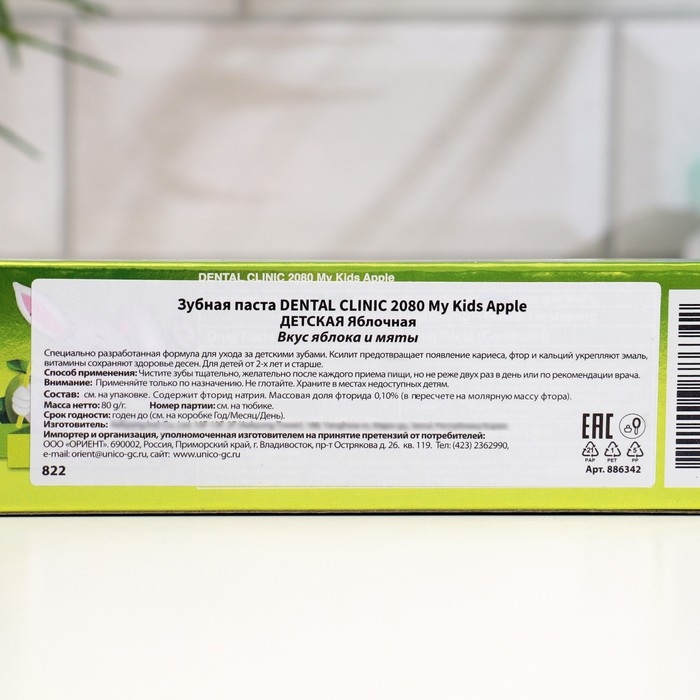 DENTAL CLINIC 2080 My Kids Apple
Зубная паста DENTAL CLINIC 2080 My Kids Apple
ДЕТСКАЯ Яблочная
Вкус яблока и мяты
Специально разработанная формула для ухода за детскими зубами. Ксилит предотвращает появление кариеса, фтор и кальций укрепляют эмаль,
витамины сохраняют здоровье десен. Для детей от 2-х лет и старше.
Способ применения: Чистите зубы тщательно, желательно после каждого приема пищи, но не реже двух раз в день или по рекомендации врача.
Внимание: Применяйте только по назначению. Не глотайте. Храните в местах недоступных детям.
Состав: см. на упаковке. Содержит фторид натрия. Массовая доля фторида 0,10% (в пересчете на молярную массу фтора).
Масса нетто: 80 g/г. Номер партии: см. на тюбике.
Срок годности: годен до (см. на коробке Год/Месяц/День).
Изготовитель:
Импортер и организация, уполномоченная изготовителем на принятие претензий от потребителей:
ООО «ОРИЕНТ». 690002, Россия, Приморский край, г. Владивосток, пр-т Острякова д. 26. кв. 119. Тел: (423) 2362990,
e-mail: orient@unico-gc.ru, сайт: www.unico-gc.ru
822
EAC
21 1 5
PAP PET PP
Арт. 886342